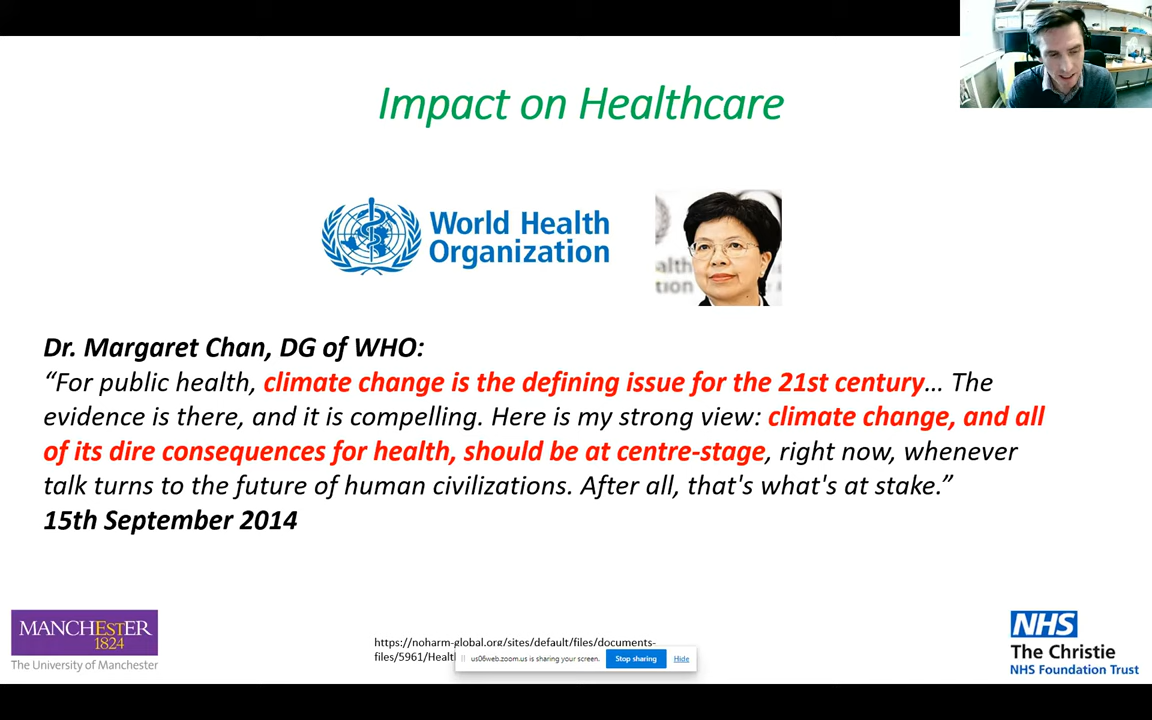 Impact on Healthcare
World Health
Organization
Dr. Margaret Chan, DG of WHO:
“For public health, climate change is the defining issue for the 21st century… The
evidence is there, and it is compelling. Here is my strong view: climate change, and all
of its dire consequences for health, should be at centre-stage, right now, whenever
talk turns to the future of human civilizations. After all, that's what's at stake.”
15th September 2014
MANCHESTER
1824
The University of Manchester
https://noharm-global.org/sites/default/files/documents-
files/5961/Healt
us06web.zoom.us is sharing your screen. Stop sharing Hide
NHS
The Christie
NHS Foundation Trust